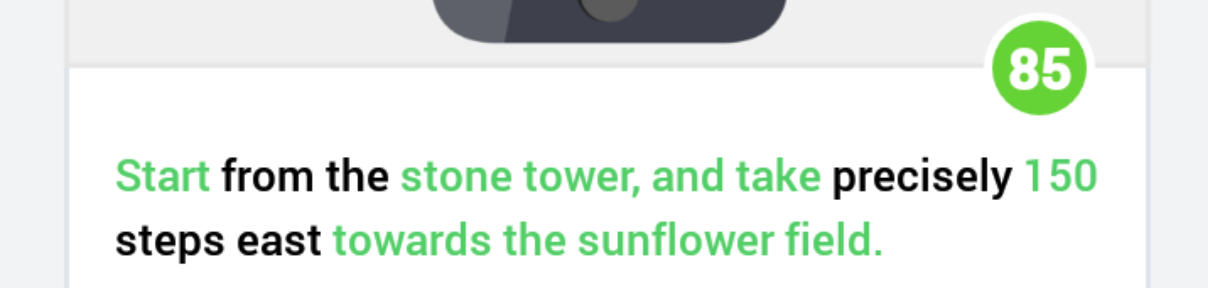 85
Start from the stone tower, and take precisely 150
steps east towards the sunflower field.